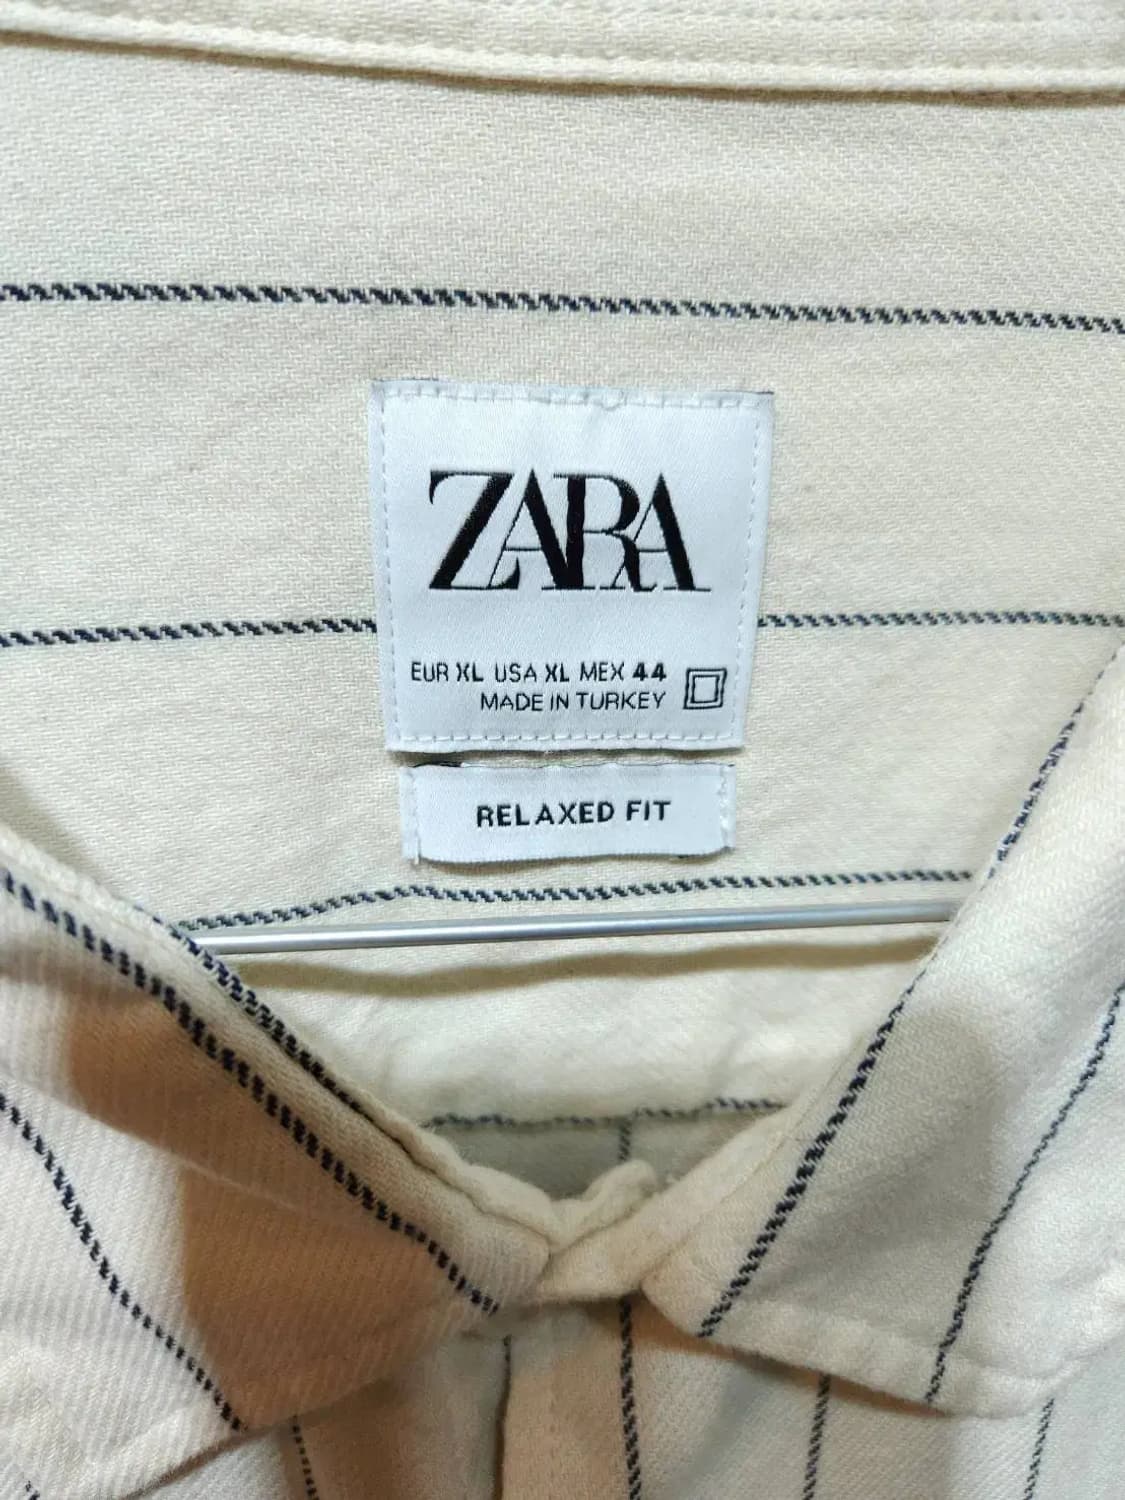 ZARA
EUR XL USA XL MEX 44
MADE IN TURKEY
RELAXED FIT